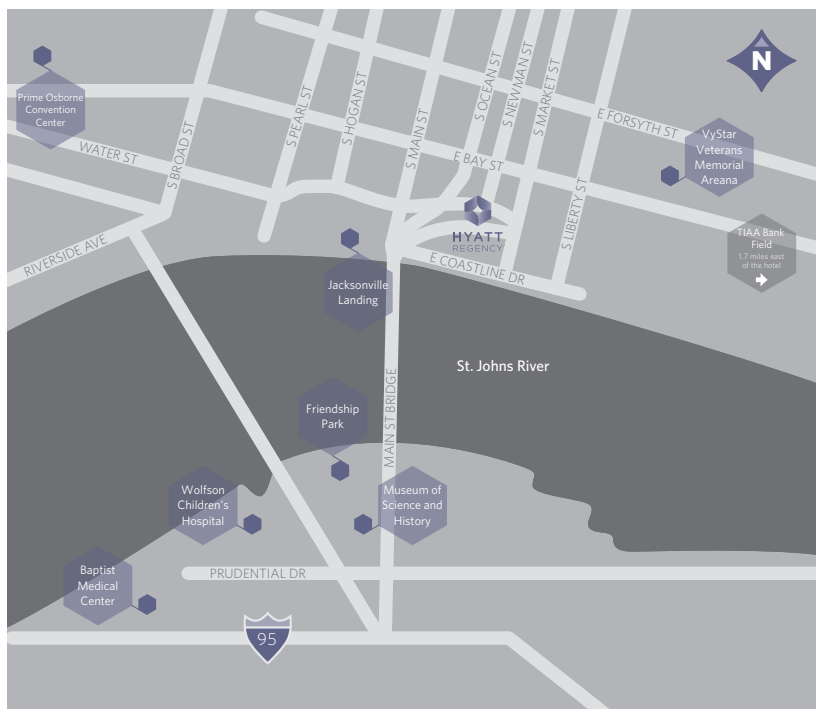 N
Prime Osborne
Convention
Center
WATER ST
S BROAD ST
S PEARL ST
S HOGAN ST
S MAIN ST
S OCEAN ST
S NEWMAN ST
S MARKET ST
E FORSYTH ST
E BAY ST
VyStar
Veterans
Memorial
Areana
S LIBERTY ST
HYATT
REGENCY
TIAA Bank
Field
1.7 miles east
of the hotel
RIVERSIDE AVE
E COASTLINE DR
Jacksonville
Landing
St. Johns River
MAIN ST BRIDGE
Friendship
Park
Wolfson
Children's
Hospital
Museum of
Science and
History
Baptist
Medical
Center
PRUDENTIAL DR
95